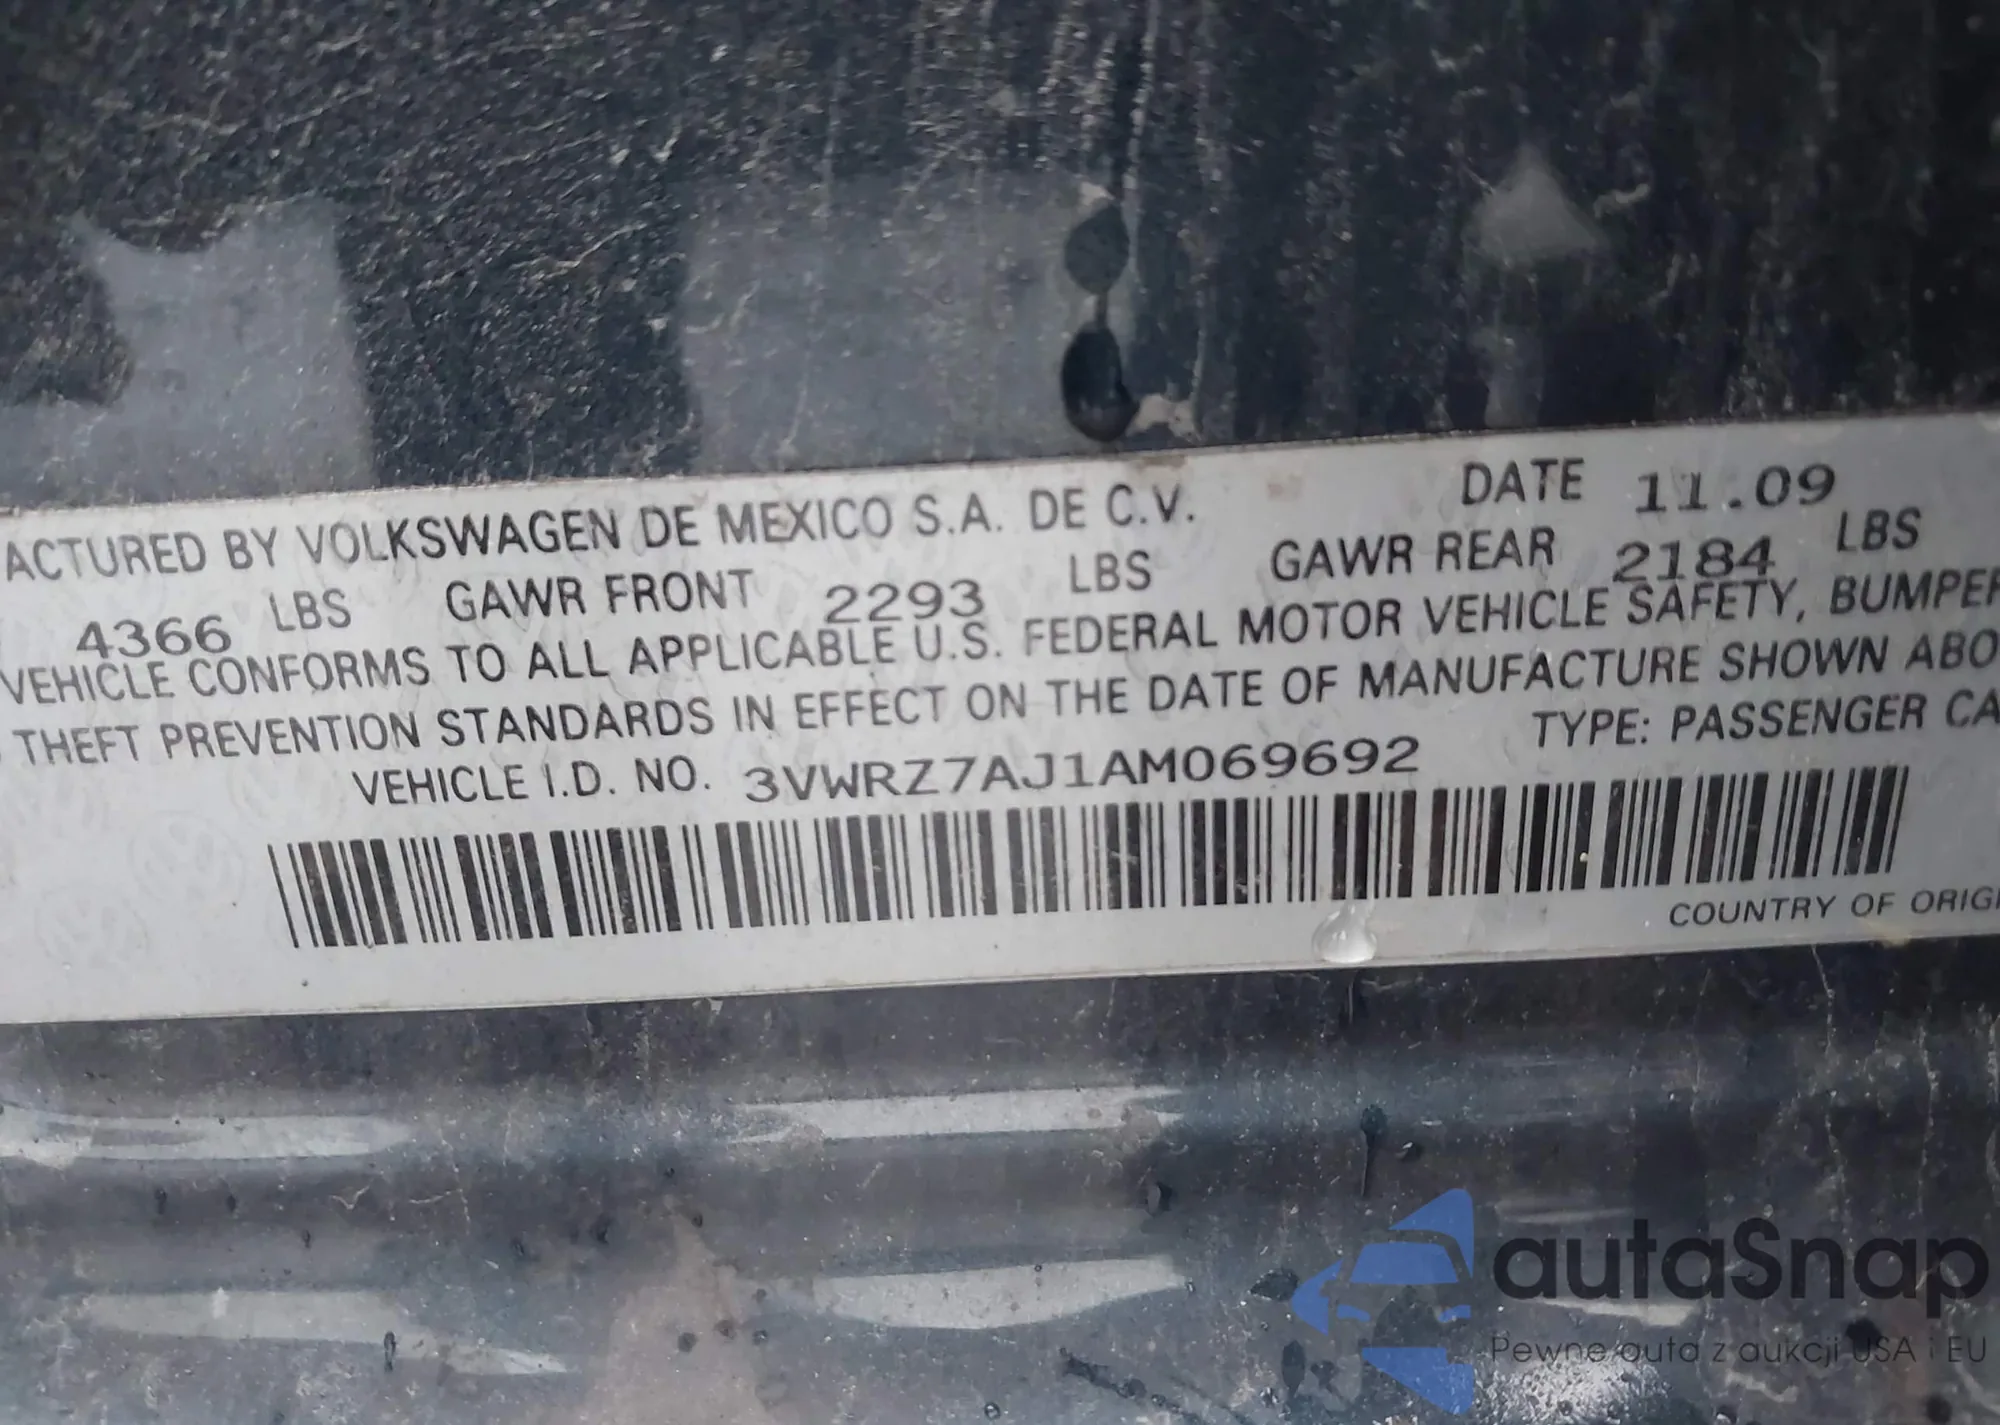 ACTURED BY VOLKSWAGEN DE MEXICO S.A. DE C.V. DATE 11.09
4366 LBS GAWR FRONT 2293 LBS GAWR REAR 2184 LBS
VEHICLE CONFORMS TO ALL APPLICABLE U.S. FEDERAL MOTOR VEHICLE SAFETY, BUMPER
THEFT PREVENTION STANDARDS IN EFFECT ON THE DATE OF MANUFACTURE SHOWN ABO
VEHICLE I.D. NO. 3VWRZ7AJ1AM069692 TYPE: PASSENGER CA
COUNTRY OF ORIGI
autaSnap
Pewne auta z aukcji USA i EU